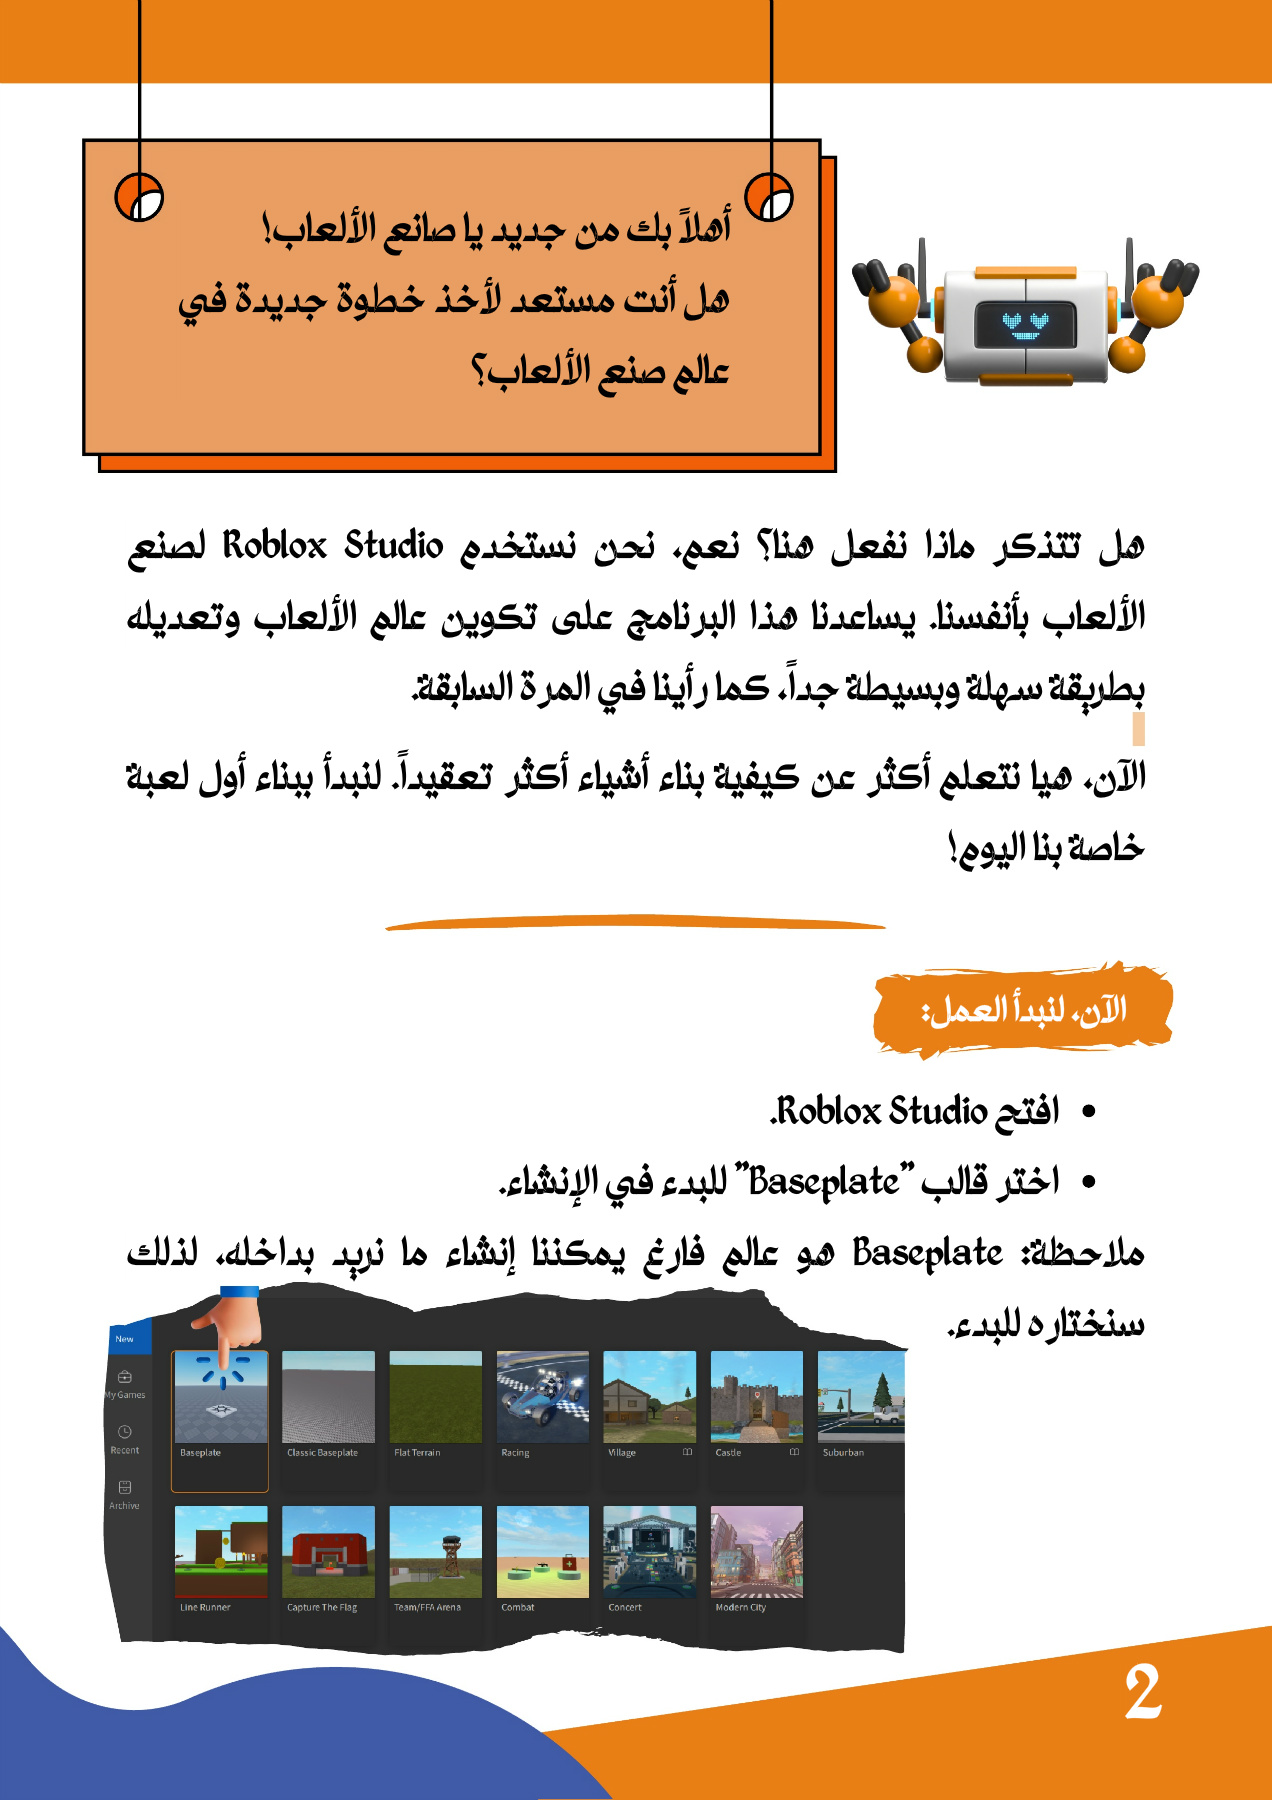 أهلاً بك من جديد يا صانع الألعاب!
هل أنت مستعد لأخذ خطوة جديدة في
عالم صنع الألعاب؟
هل تتذكر ماذا نفعل هنا؟ نعم، نحن نستخدم Roblox Studio لصنع
الألعاب بأنفسنا. يساعدنا هذا البرنامج على تكوين عالم الألعاب وتعديله
بطريقة سهلة وبسيطة جداً، كما رأينا في المرة السابقة.
الآن، هيا نتعلم أكثر عن كيفية بناء أشياء أكثر تعقيداً. لنبدأ ببناء أول لعبة
خاصة بنا اليوم!
الآن، لنبدأ العمل:
• افتح Roblox Studio.
• اختر قالب "Baseplate" للبدء في الإنشاء.
ملاحظة: Baseplate هو عالم فارغ يمكننا إنشاء ما نريد بداخله، لذلك
سنختاره للبدء.
New
My Games
Recent
Archive
Baseplate
Classic Baseplate
Flat Terrain
Racing
Village
Castle
Suburban
Line Runner
Capture The Flag
Team/FFA Arena
Combat
Concert
Modern City
2